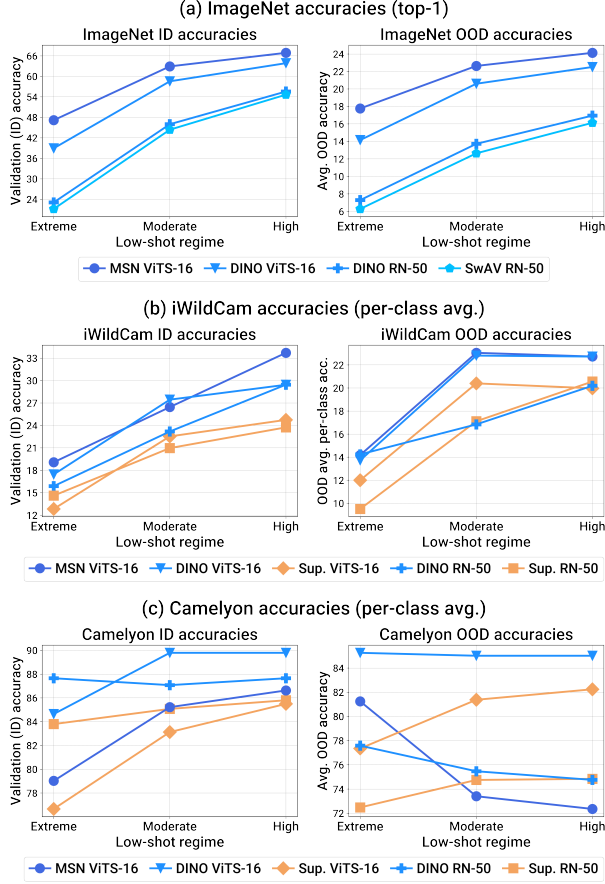 (a) ImageNet accuracies (top-1)
ImageNet ID accuracies
Validation (ID) accuracy
66
60
54
48
42
36
30
24
Extreme Moderate High
Low-shot regime
ImageNet OOD accuracies
Avg. OOD accuracy
24
22
20
18
16
14
12
10
8
6
Extreme Moderate High
Low-shot regime
MSN ViTS-16 DINO ViTS-16 DINO RN-50 SwAV RN-50
(b) iWildCam accuracies (per-class avg.)
iWildCam ID accuracies
Validation (ID) accuracy
33
30
27
24
21
18
15
12
Extreme Moderate High
Low-shot regime
iWildCam OOD accuracies
OOD avg. per-class acc.
22
20
18
16
14
12
10
Extreme Moderate High
Low-shot regime
MSN ViTS-16 DINO ViTS-16 Sup. ViTS-16 DINO RN-50 Sup. RN-50
(c) Camelyon accuracies (per-class avg.)
Camelyon ID accuracies
Validation (ID) accuracy
90
88
86
84
82
80
78
Extreme Moderate High
Low-shot regime
Camelyon OOD accuracies
Avg. OOD accuracy
84
82
80
78
76
74
72
Extreme Moderate High
Low-shot regime
MSN ViTS-16 DINO ViTS-16 Sup. ViTS-16 DINO RN-50 Sup. RN-50